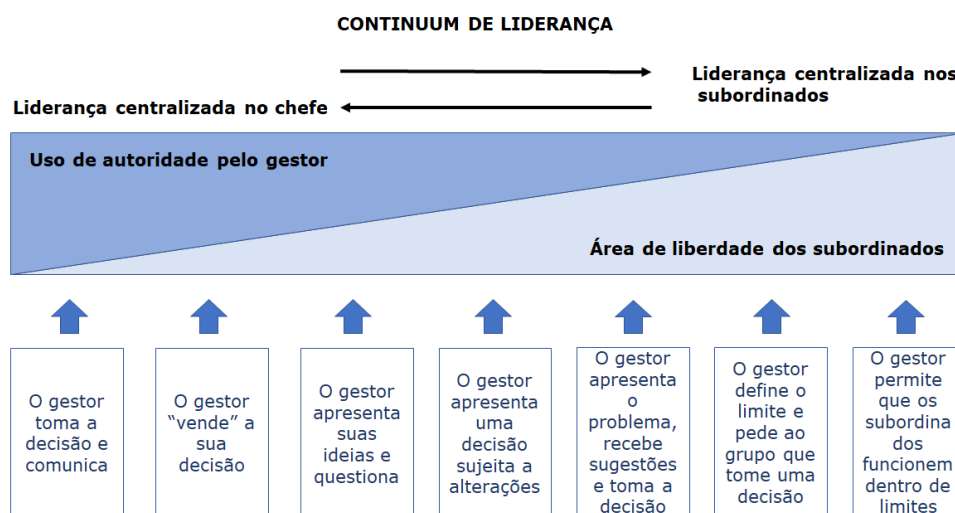 CONTINUUM DE LIDERANÇA
Liderança centralizada nos
subordinados
Liderança centralizada no chefe
Uso de autoridade pelo gestor
Área de liberdade dos subordinados
O gestor
toma a
decisão e
comunica
O gestor
“vende” a
sua
decisão
O gestor
apresenta
suas
ideias e
questiona
O gestor
apresenta
uma
decisão
sujeita a
alterações
O gestor
apresenta
o
problema,
recebe
sugestões
e toma a
decisão
O gestor
define o
limite e
pede ao
grupo que
tome uma
decisão
O gestor
permite
que os
subordina
dos
funcionem
dentro de
limites